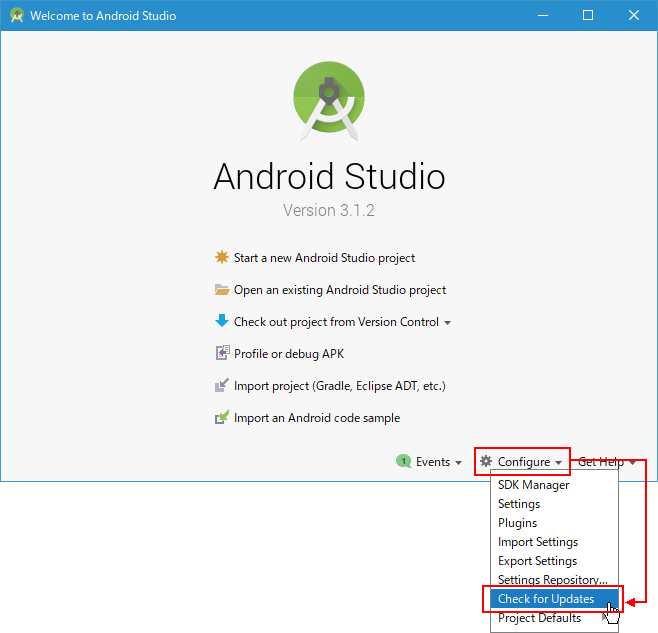 Welcome to Android Studio
Android Studio
Version 3.1.2
Start a new Android Studio project
Open an existing Android Studio project
Check out project from Version Control
Profile or debug APK
Import project (Gradle, Eclipse ADT, etc.)
Import an Android code sample
1 Events Configure Get Help
SDK Manager
Settings
Plugins
Import Settings
Export Settings
Settings Repository...
Check for Updates
Project Defaults